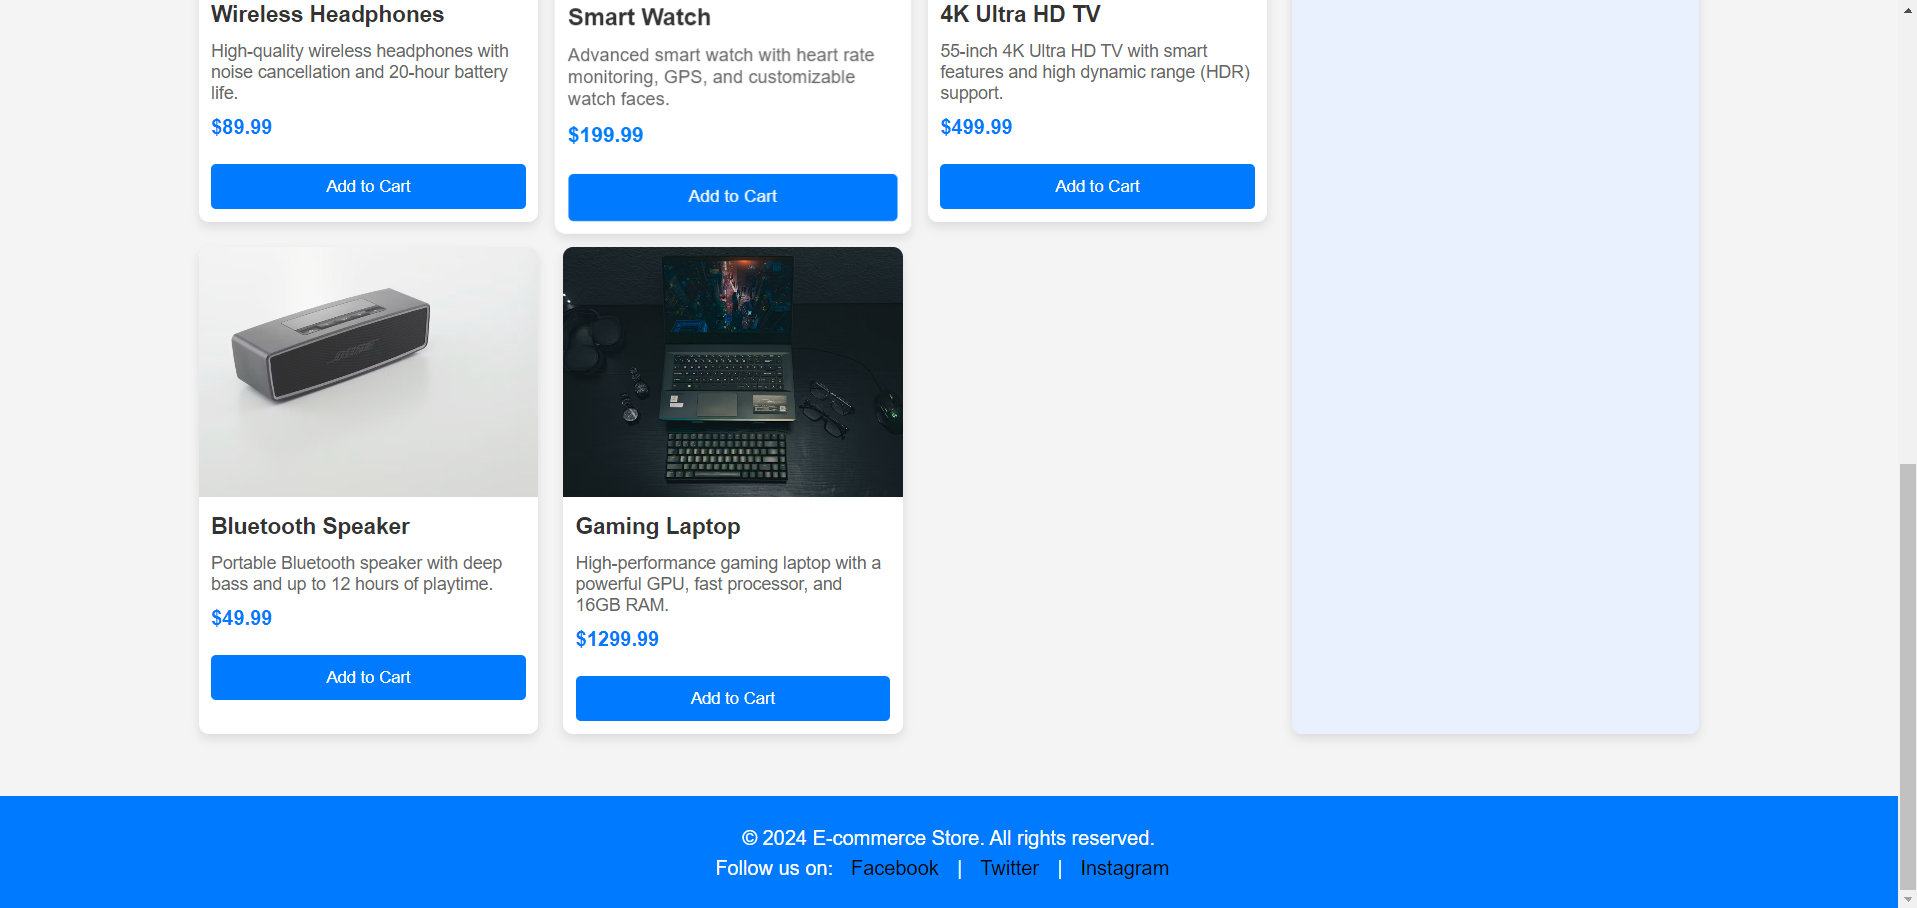 Wireless Headphones
High-quality wireless headphones with
noise cancellation and 20-hour battery
life.
$89.99
Add to Cart
Smart Watch
Advanced smart watch with heart rate
monitoring, GPS, and customizable
watch faces.
$199.99
Add to Cart
4K Ultra HD TV
55-inch 4K Ultra HD TV with smart
features and high dynamic range (HDR)
support.
$499.99
Add to Cart
BOSE
Bluetooth Speaker
Portable Bluetooth speaker with deep
bass and up to 12 hours of playtime.
$49.99
Add to Cart
Gaming Laptop
High-performance gaming laptop with a
powerful GPU, fast processor, and
16GB RAM.
$1299.99
Add to Cart
© 2024 E-commerce Store. All rights reserved.
Follow us on: Facebook | Twitter | Instagram